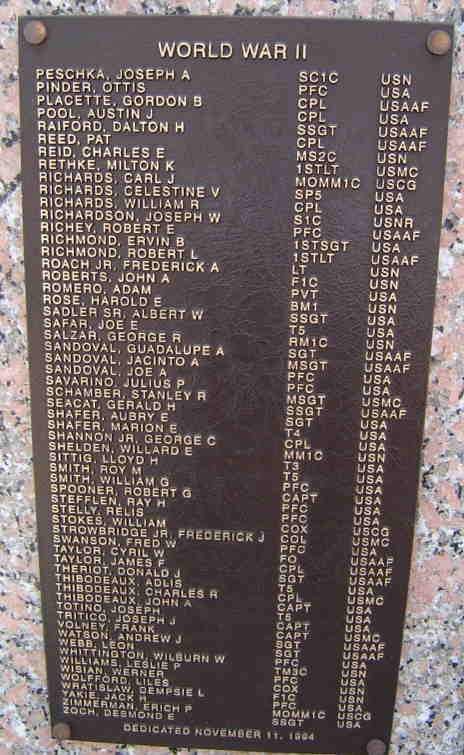 WORLD WAR II
PESCHKA, JOSEPH A SC1C USN
PINDER, OTTIS PFC USA
PLACETTE, GORDON B CPL USAAF
POOL, AUSTIN J CPL USA
RAIFORD, DALTON H SSGT USAAF
REED, PAT CPL USAAF
REID, CHARLES E MS2C USN
RETHKE, MILTON K 1STLT USMC
RICHARDS, CARL J MOMM1C USCG
RICHARDS, CELESTINE V SP5 USA
RICHARDS, WILLIAM R CPL USA
RICHARDSON, JOSEPH W S1C USNR
RICHEY, ROBERT E PFC USAAF
RICHMOND, ERVIN B 1STSGT USA
RICHMOND, ROBERT L 1STLT USAAF
ROACH JR, FREDERICK A LT USN
ROBERTS, JOHN A F1C USN
ROMERO, ADAM PVT USA
ROSE, HAROLD E BM1 USN
SADLER SR, ALBERT W SSGT USA
SAFAR, JOE E T5 USA
SALZAR, GEORGE R RM1C USN
SANDOVAL, GUADALUPE A SGT USAAF
SANDOVAL, JACINTO A MSGT USAAF
SANDOVAL, JOE A PFC USA
SAVARINO, JULIUS P PFC USA
SCHAMBER, STANLEY R MSGT USMC
SEACAT, GERALD H SSGT USAAF
SHAFER, AUBRY E SGT USA
SHAFER, MARION E T4 USA
SHANNON JR, GEORGE C CPL USA
SHELDEN, WILLARD E MM1C USN
SITTIG, LLOYD H T3 USA
SMITH, ROY M T5 USA
SMITH, WILLIAM G PFC USA
SPOONER, ROBERT G CAPT USA
STEFFLEN, RAY H PFC USA
STELLY, RELIS PFC USA
STOKES, WILLIAM COX USCG
STROWBRIDGE JR, FREDERICK J COL USMC
SWANSON, FRED W PFC USA
TAYLOR, CYRIL W FO USAAF
TAYLOR, JAMES F CPL USAAF
THERIOT, DONALD J SGT USAAF
THIBODEAUX, ADLIS T5 USA
THIBODEAUX, CHARLES R CPL USMC
THIBODEAUX, JOHN A CAPT USA
TOTINO, JOSEPH T5 USA
TRITICO, JOSEPH J CAPT USA
VOLNEY, FRANK CAPT USMC
WATSON, ANDREW J SGT USAAF
WEBB, LEON SGT USAAF
WHITTINGTON, WILBURN W PFC USA
WILLIAMS, LESLIE P TM3C USN
WISIAN, WERNER PFC USA
WOLFFORD, LILES COX USN
WRATISLAW, DEMPSIE L F1C USN
YAKIE, JACK H PFC USA
ZIMMERMAN, ERICH P MOMM1C USCG
ZOCH, DESMOND E SSGT USA
DEDICATED NOVEMBER 11, 1994